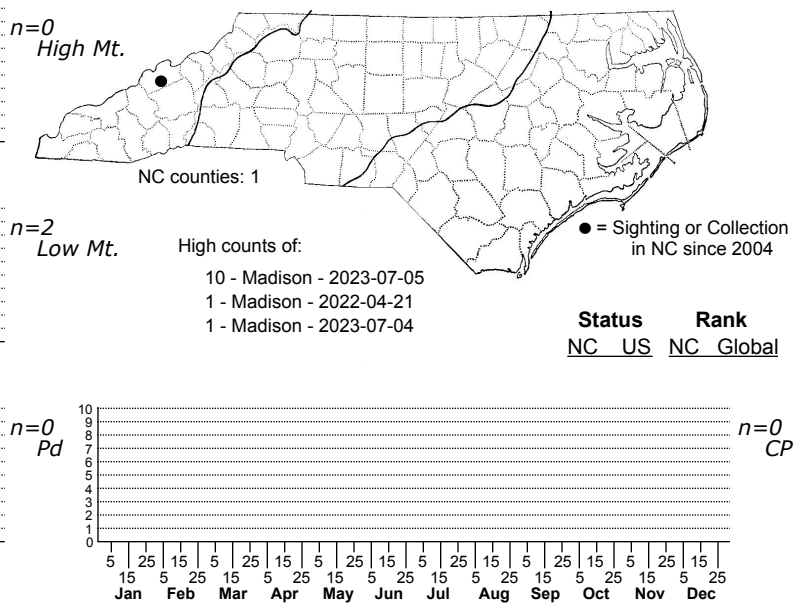 n=0
High Mt.
NC counties: 1
n=2
Low Mt.
High counts of:
10 - Madison - 2023-07-05
1 - Madison - 2022-04-21
1 - Madison - 2023-07-04
● = Sighting or Collection
in NC since 2004
Status Rank
NC US NC Global
n=0
Pd
10
9
8
7
6
5
4
3
2
1
0
n=0
CP
5 25 15 5 25 15 5 25 15 5 25 15 5 25 15 5 25 15
15 5 25 15 5 25 15 5 25 15 5 25 15 5 25 15 5 25
Jan Feb Mar Apr May Jun Jul Aug Sep Oct Nov Dec